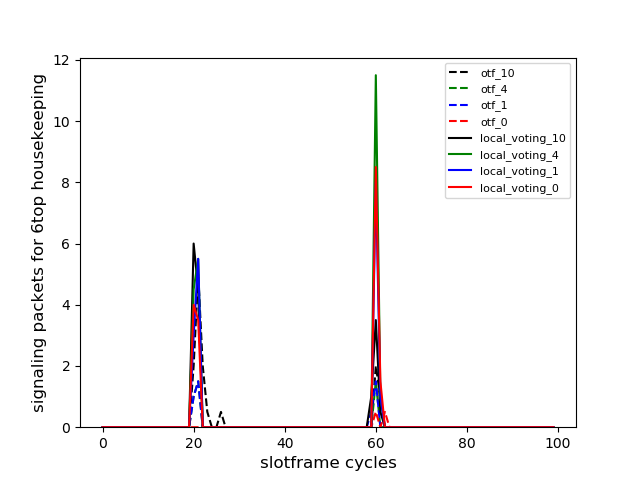 12
10
8
6
4
2
0
signaling packets for 6top housekeeping
otf_10
otf_4
otf_1
otf_0
local_voting_10
local_voting_4
local_voting_1
local_voting_0
0 20 40 60 80 100
slotframe cycles